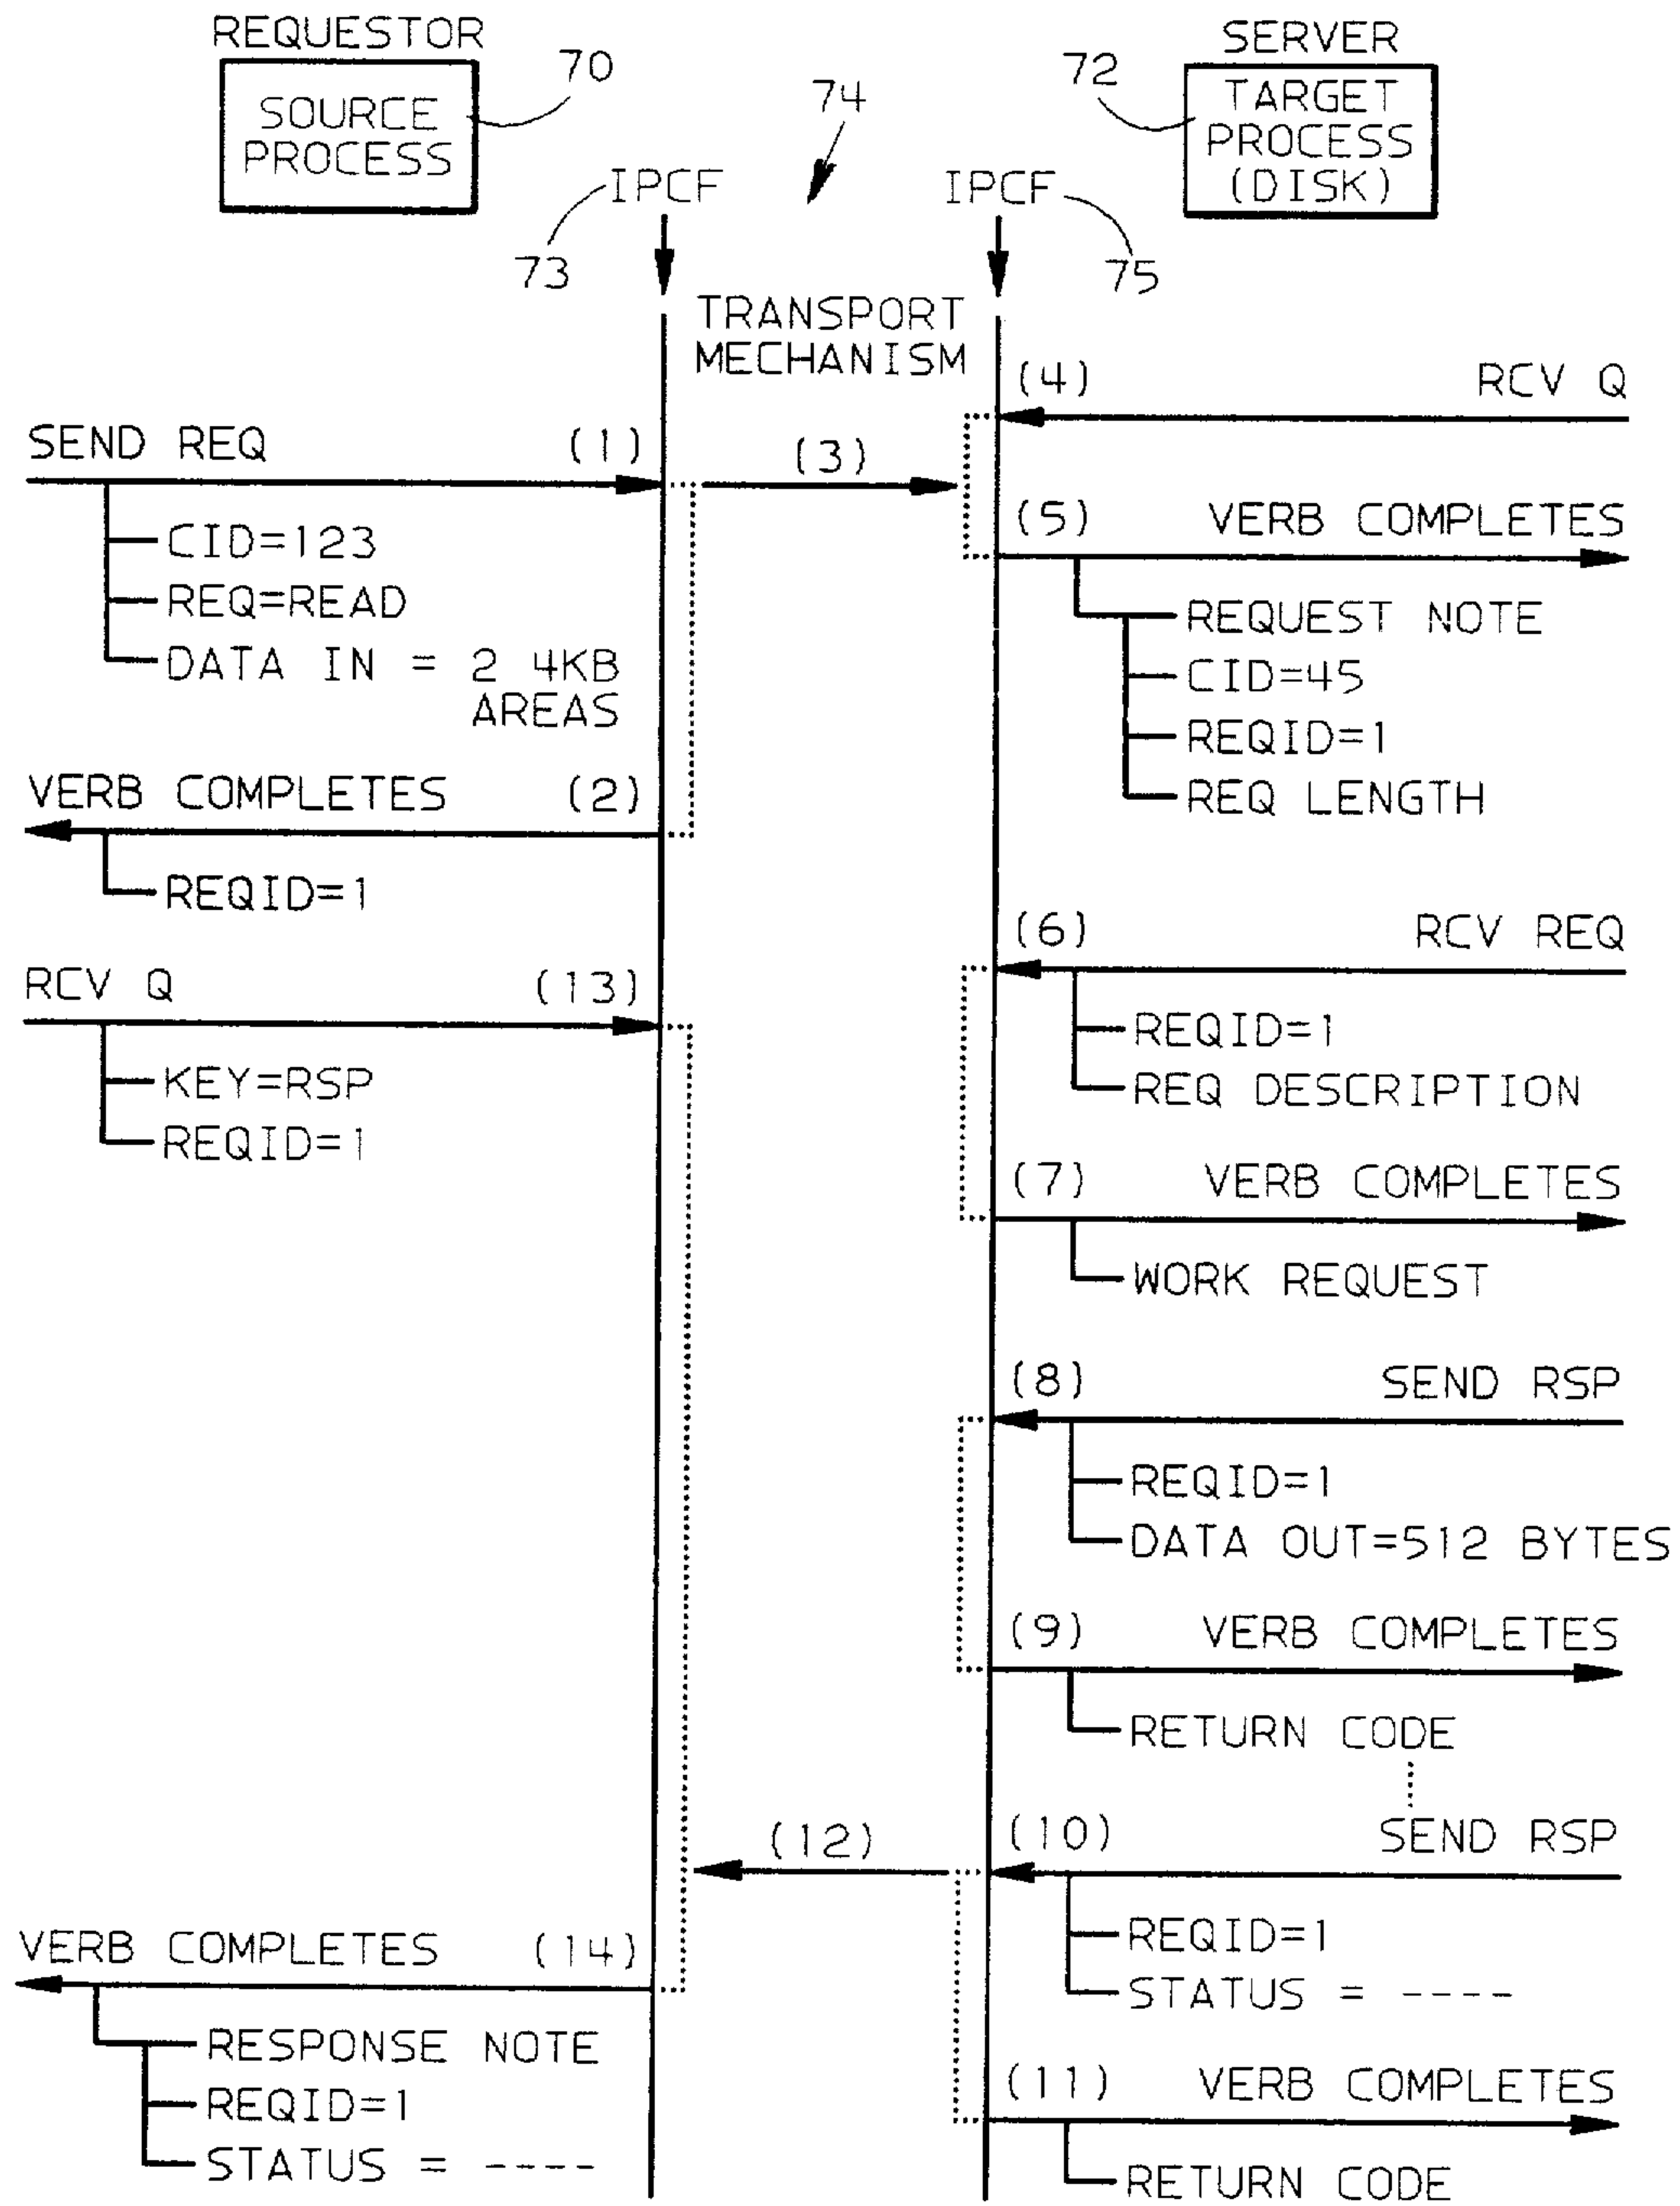 REQUESTOR
SOURCE
PROCESS
70
74
SERVER
TARGET
PROCESS
(DISK)
72
IPCF
73
IPCF
75
TRANSPORT
MECHANISM
(4) RCV Q
SEND REQ (1)
(3)
CID=123
REQ=READ
DATA IN = 2 4KB
AREAS
(5) VERB COMPLETES
REQUEST NOTE
CID=45
REQID=1
REQ LENGTH
VERB COMPLETES (2)
REQID=1
(6) RCV REQ
REQID=1
REQ DESCRIPTION
RCV Q (13)
KEY=RSP
REQID=1
(7) VERB COMPLETES
WORK REQUEST
(8) SEND RSP
REQID=1
DATA OUT=512 BYTES
(9) VERB COMPLETES
RETURN CODE
(12)
(10) SEND RSP
REQID=1
STATUS = ----
VERB COMPLETES (14)
RESPONSE NOTE
REQID=1
STATUS = ----
(11) VERB COMPLETES
RETURN CODE